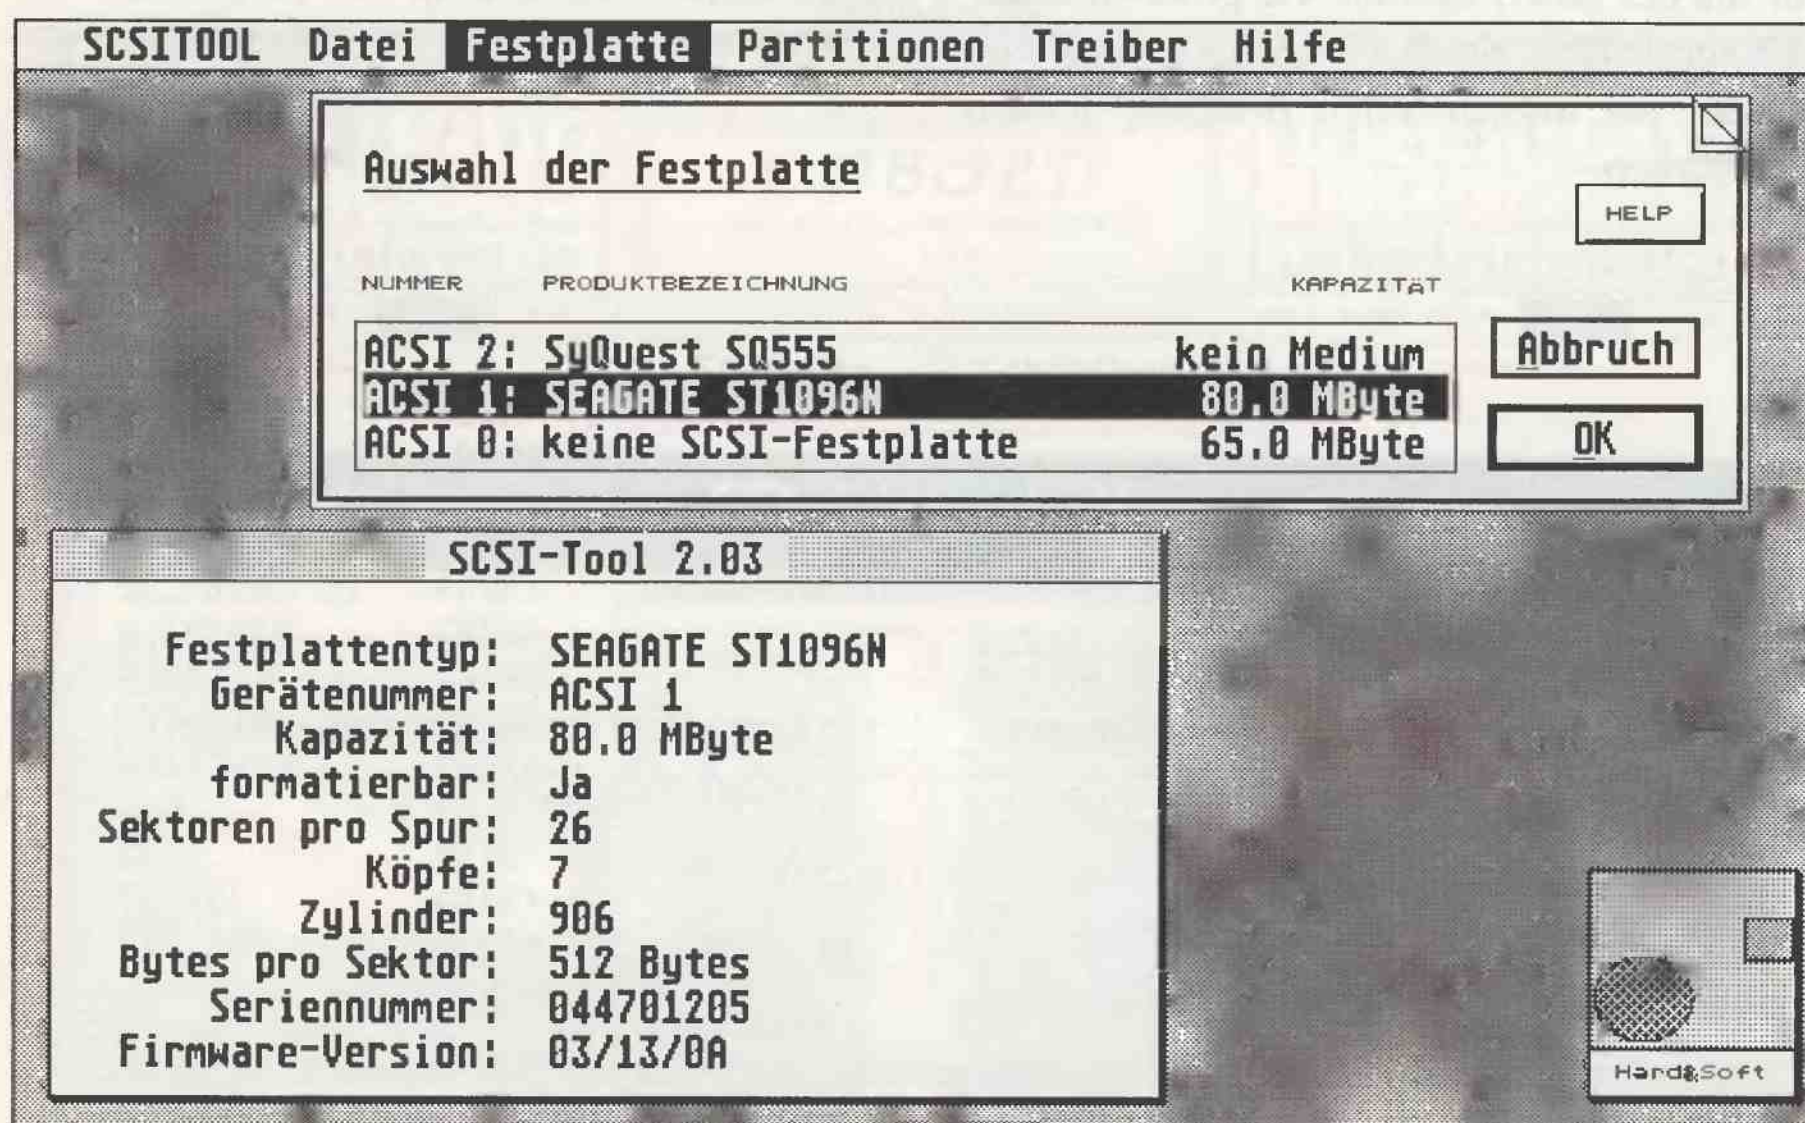 SCSITOOL Datei Festplatte Partitionen Treiber Hilfe
Auswahl der Festplatte
HELP
NUMMER PRODUKTBEZEICHNUNG KAPAZITÄT
ACSI 2: SyQuest SQ555 kein Medium
ACSI 1: SEAGATE ST1096N 80.0 MByte
ACSI 0: keine SCSI-Festplatte 65.0 MByte
Abbruch
OK
SCSI-Tool 2.03
Festplattentyp: SEAGATE ST1096N
Gerätenummer: ACSI 1
Kapazität: 80.0 MByte
formatierbar: Ja
Sektoren pro Spur: 26
Köpfe: 7
Zylinder: 906
Bytes pro Sektor: 512 Bytes
Seriennummer: 044701205
Firmware-Version: 03/13/0A
Hard&Soft